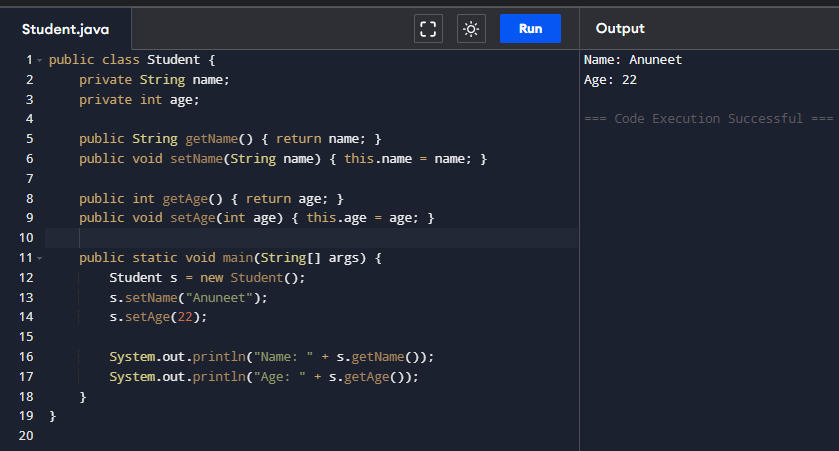 Student.java
Run
Output
1 public class Student {
2     private String name;
3     private int age;
4
5     public String getName() { return name; }
6     public void setName(String name) { this.name = name; }
7
8     public int getAge() { return age; }
9     public void setAge(int age) { this.age = age; }
10
11     public static void main(String[] args) {
12         Student s = new Student();
13         s.setName("Anuneet");
14         s.setAge(22);
15
16         System.out.println("Name: " + s.getName());
17         System.out.println("Age: " + s.getAge());
18     }
19 }
20
Name: Anuneet
Age: 22
=== Code Execution Successful ===